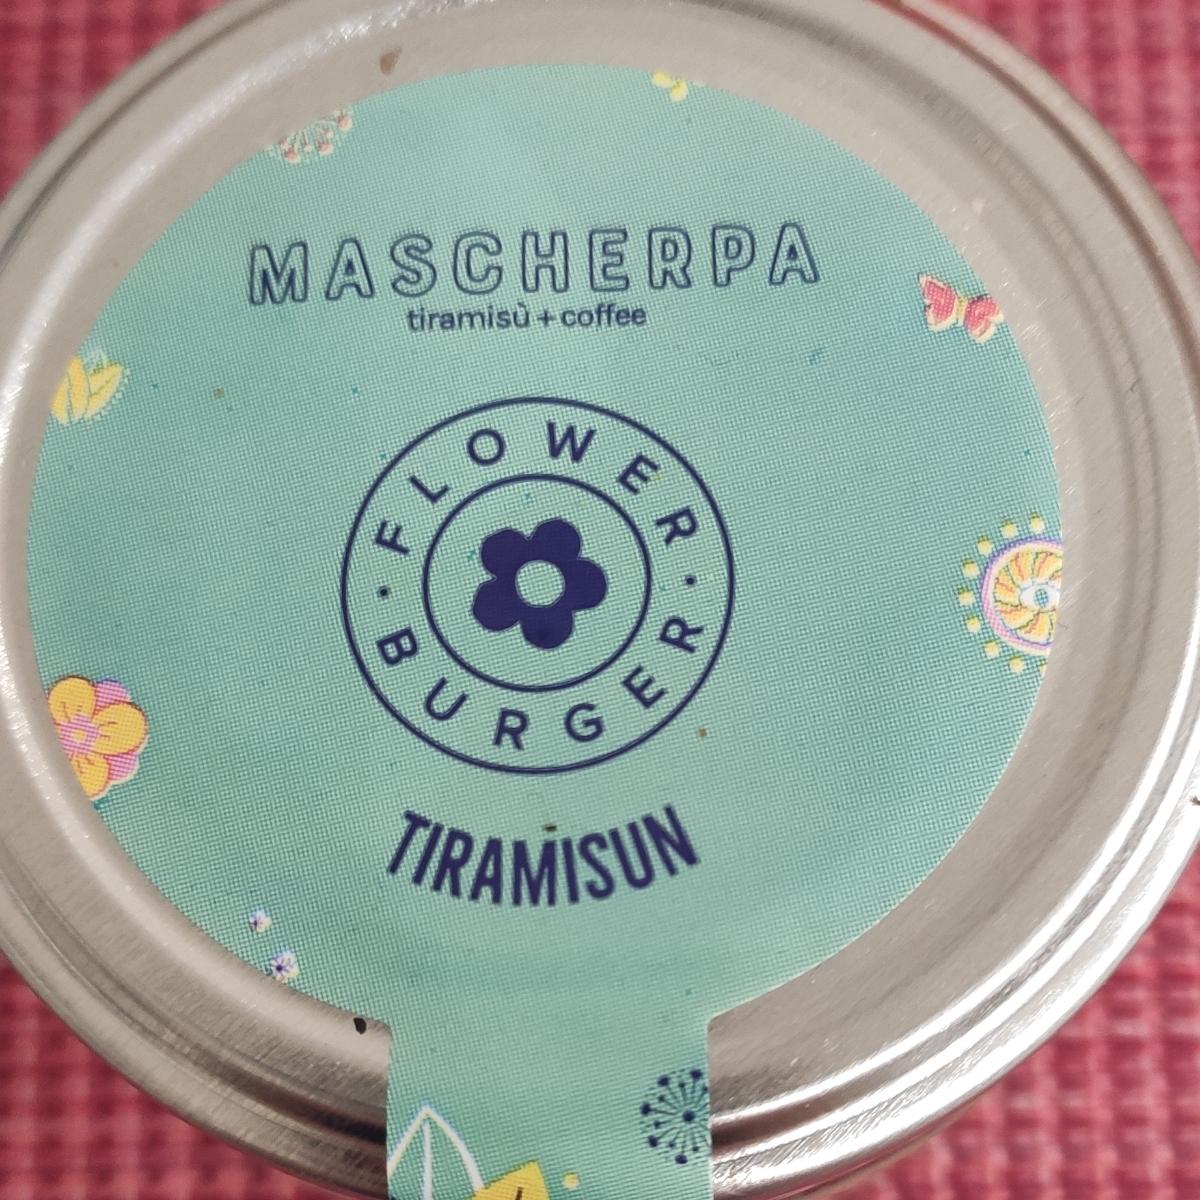 MASCHERPA
tiramisù + coffee
FLOWER
BURGER
TIRAMISUN